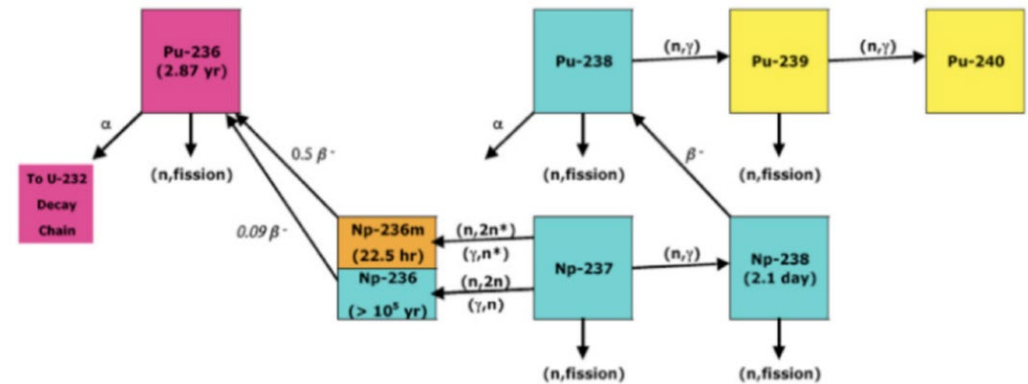 Pu-236
(2.87 yr)
Pu-238
(n,γ)
Pu-239
(n,γ)
Pu-240
α
(n,fission)
α
(n,fission)
(n,fission)
To U-232
Decay
Chain
0.5 β-
0.09 β-
β-
Np-236m
(22.5 hr)
Np-236
(> 10⁵ yr)
(n,2n*)
(γ,n*)
(n,2n)
(γ,n)
Np-237
(n,γ)
Np-238
(2.1 day)
(n,fission)
(n,fission)